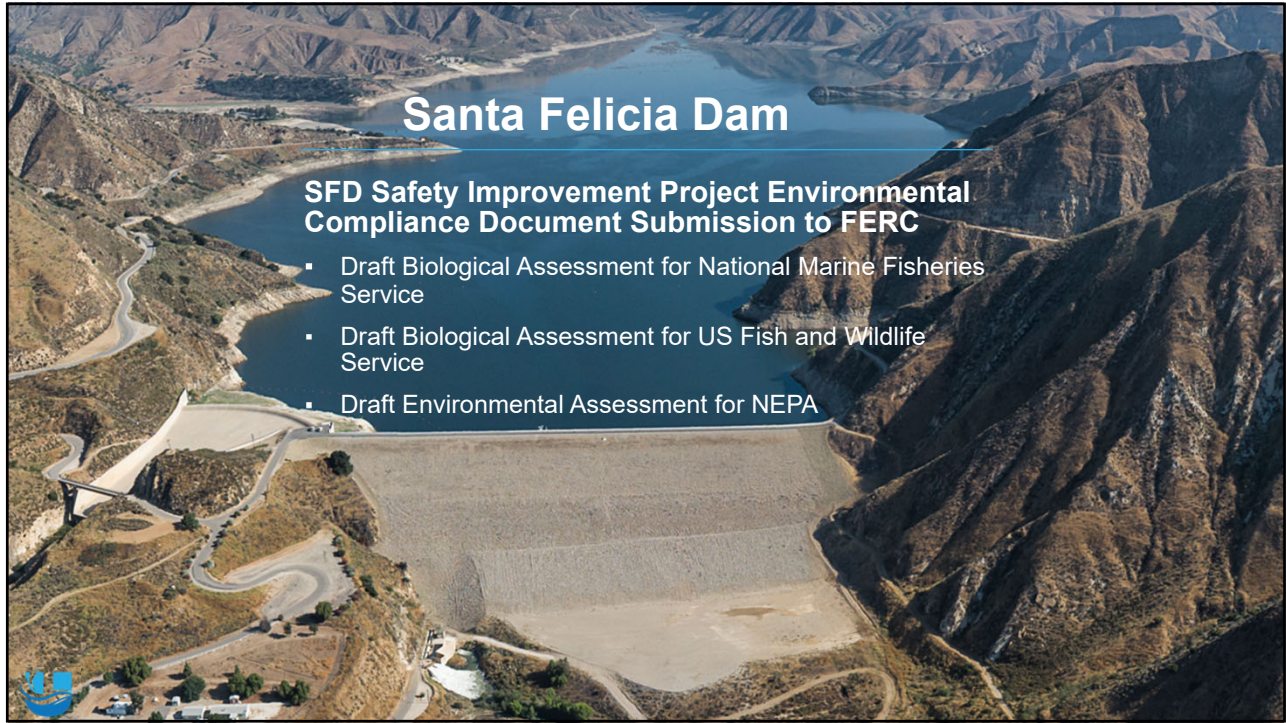 Santa Felicia Dam
SFD Safety Improvement Project Environmental
Compliance Document Submission to FERC
▪ Draft Biological Assessment for National Marine Fisheries
Service
▪ Draft Biological Assessment for US Fish and Wildlife
Service
▪ Draft Environmental Assessment for NEPA